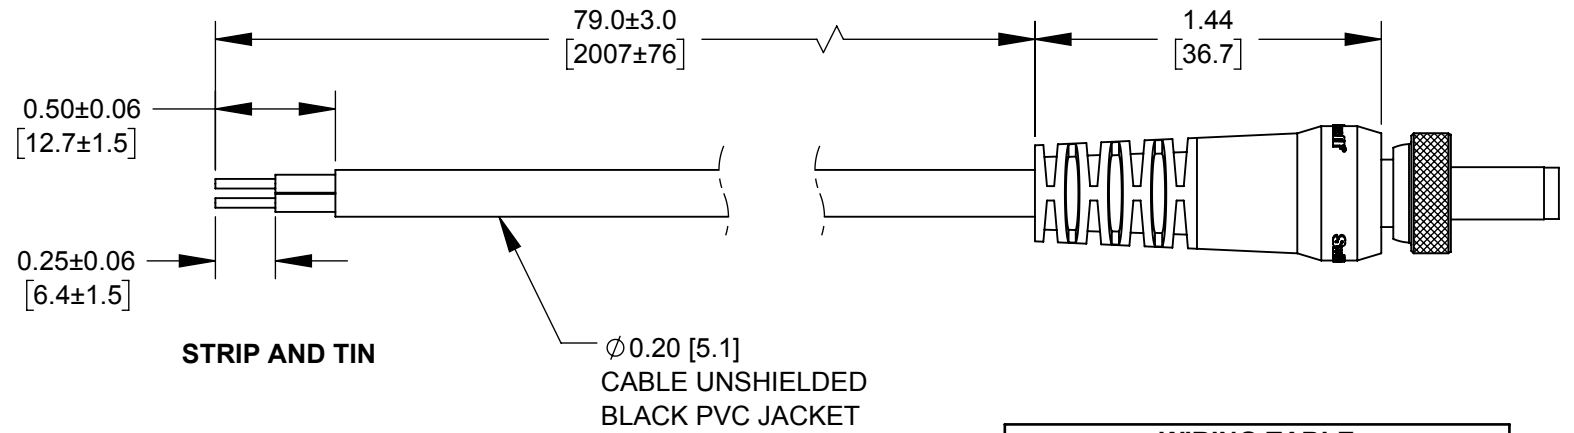 79.0±3.0
[2007±76]
1.44
[36.7]
0.50±0.06
[12.7±1.5]
0.25±0.06
[6.4±1.5]
STRIP AND TIN
⌀0.20 [5.1]
CABLE UNSHIELDED
BLACK PVC JACKET
WIRING TABLE